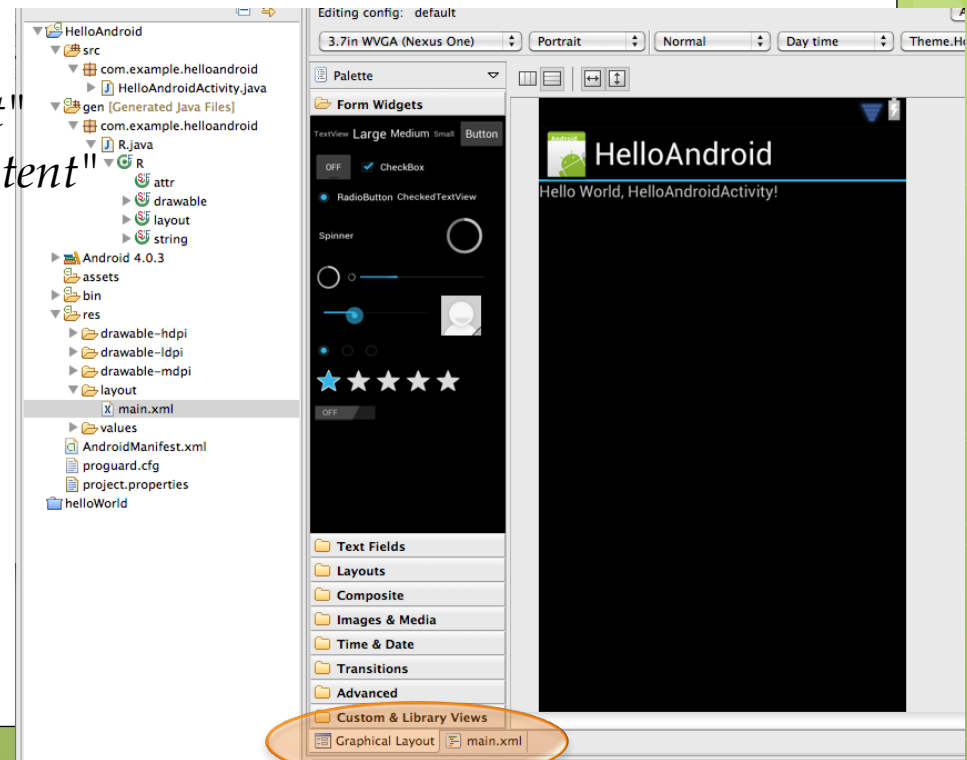 t"
tent"
HelloAndroid
src
com.example.helloandroid
HelloAndroidActivity.java
gen [Generated Java Files]
com.example.helloandroid
R.java
R
attr
drawable
layout
string
Android 4.0.3
assets
bin
res
drawable-hdpi
drawable-ldpi
drawable-mdpi
layout
main.xml
values
AndroidManifest.xml
proguard.cfg
project.properties
helloWorld
Editing config: default
3.7in WVGA (Nexus One) Portrait Normal Day time Theme.Ho
Palette
Form Widgets
TextView Large Medium Small Button
OFF CheckBox
RadioButton CheckedTextView
Spinner
OFF
Text Fields
Layouts
Composite
Images & Media
Time & Date
Transitions
Advanced
Custom & Library Views
Graphical Layout main.xml
Android
HelloAndroid
Hello World, HelloAndroidActivity!